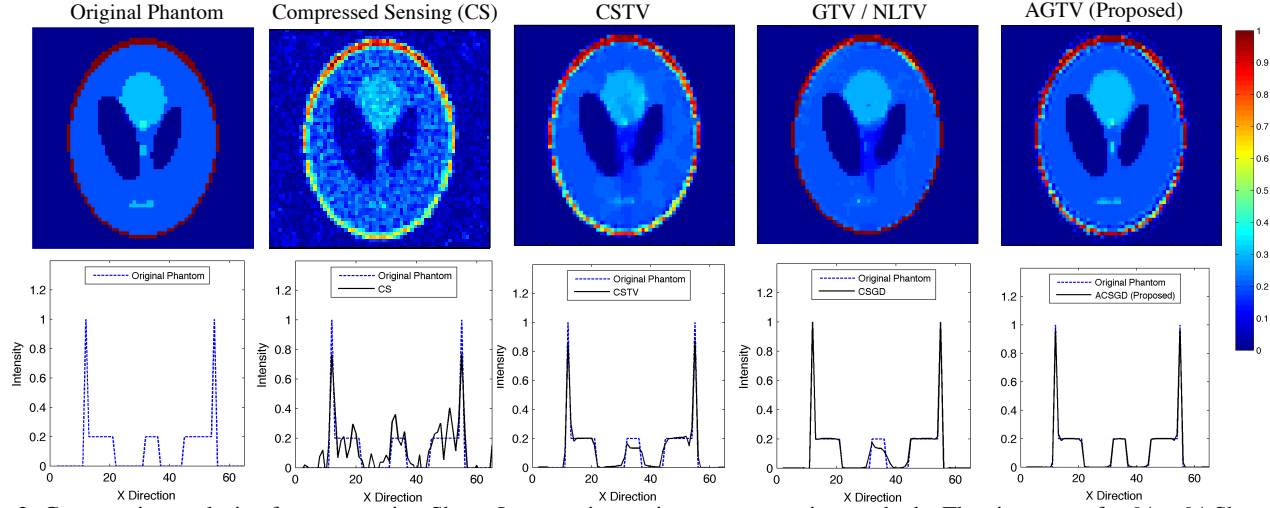 Original Phantom
Compressed Sensing (CS)
CSTV
GTV / NLTV
AGTV (Proposed)
1
0.9
0.8
0.7
0.6
0.5
0.4
0.3
0.2
0.1
0
Original Phantom
1.2
1
0.8
0.6
0.4
0.2
0
Intensity
0 20 40 60
X Direction
Original Phantom
CS
1.2
1
0.8
0.6
0.4
0.2
0
Intensity
0 20 40 60
X Direction
Original Phantom
CSTV
1.2
1
0.8
0.6
0.4
0.2
0
Intensity
0 20 40 60
X Direction
Original Phantom
CSGD
1.2
1
0.8
0.6
0.4
0.2
0
Intensity
0 20 40 60
X Direction
Original Phantom
ACSGD (Proposed)
1.2
1
0.8
0.6
0.4
0.2
0
Intensity
0 20 40 60
X Direction